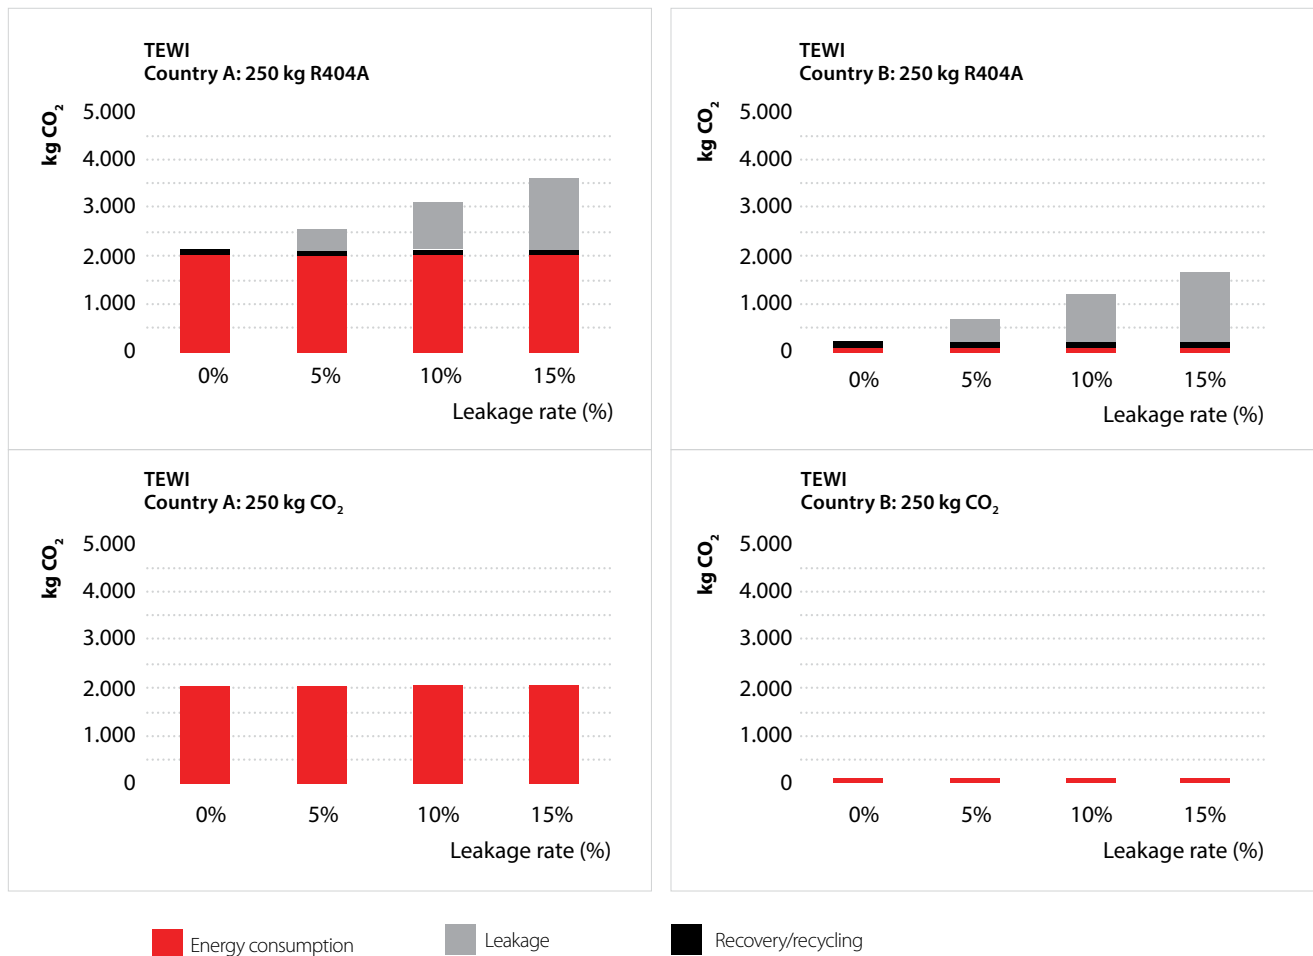 TEWI
Country A: 250 kg R404A
kg CO₂
5.000
4.000
3.000
2.000
1.000
0
0% 5% 10% 15%
Leakage rate (%)
TEWI
Country B: 250 kg R404A
kg CO₂
5.000
4.000
3.000
2.000
1.000
0
0% 5% 10% 15%
Leakage rate (%)
TEWI
Country A: 250 kg CO₂
kg CO₂
5.000
4.000
3.000
2.000
1.000
0
0% 5% 10% 15%
Leakage rate (%)
TEWI
Country B: 250 kg CO₂
kg CO₂
5.000
4.000
3.000
2.000
1.000
0
0% 5% 10% 15%
Leakage rate (%)
Energy consumption Leakage Recovery/recycling